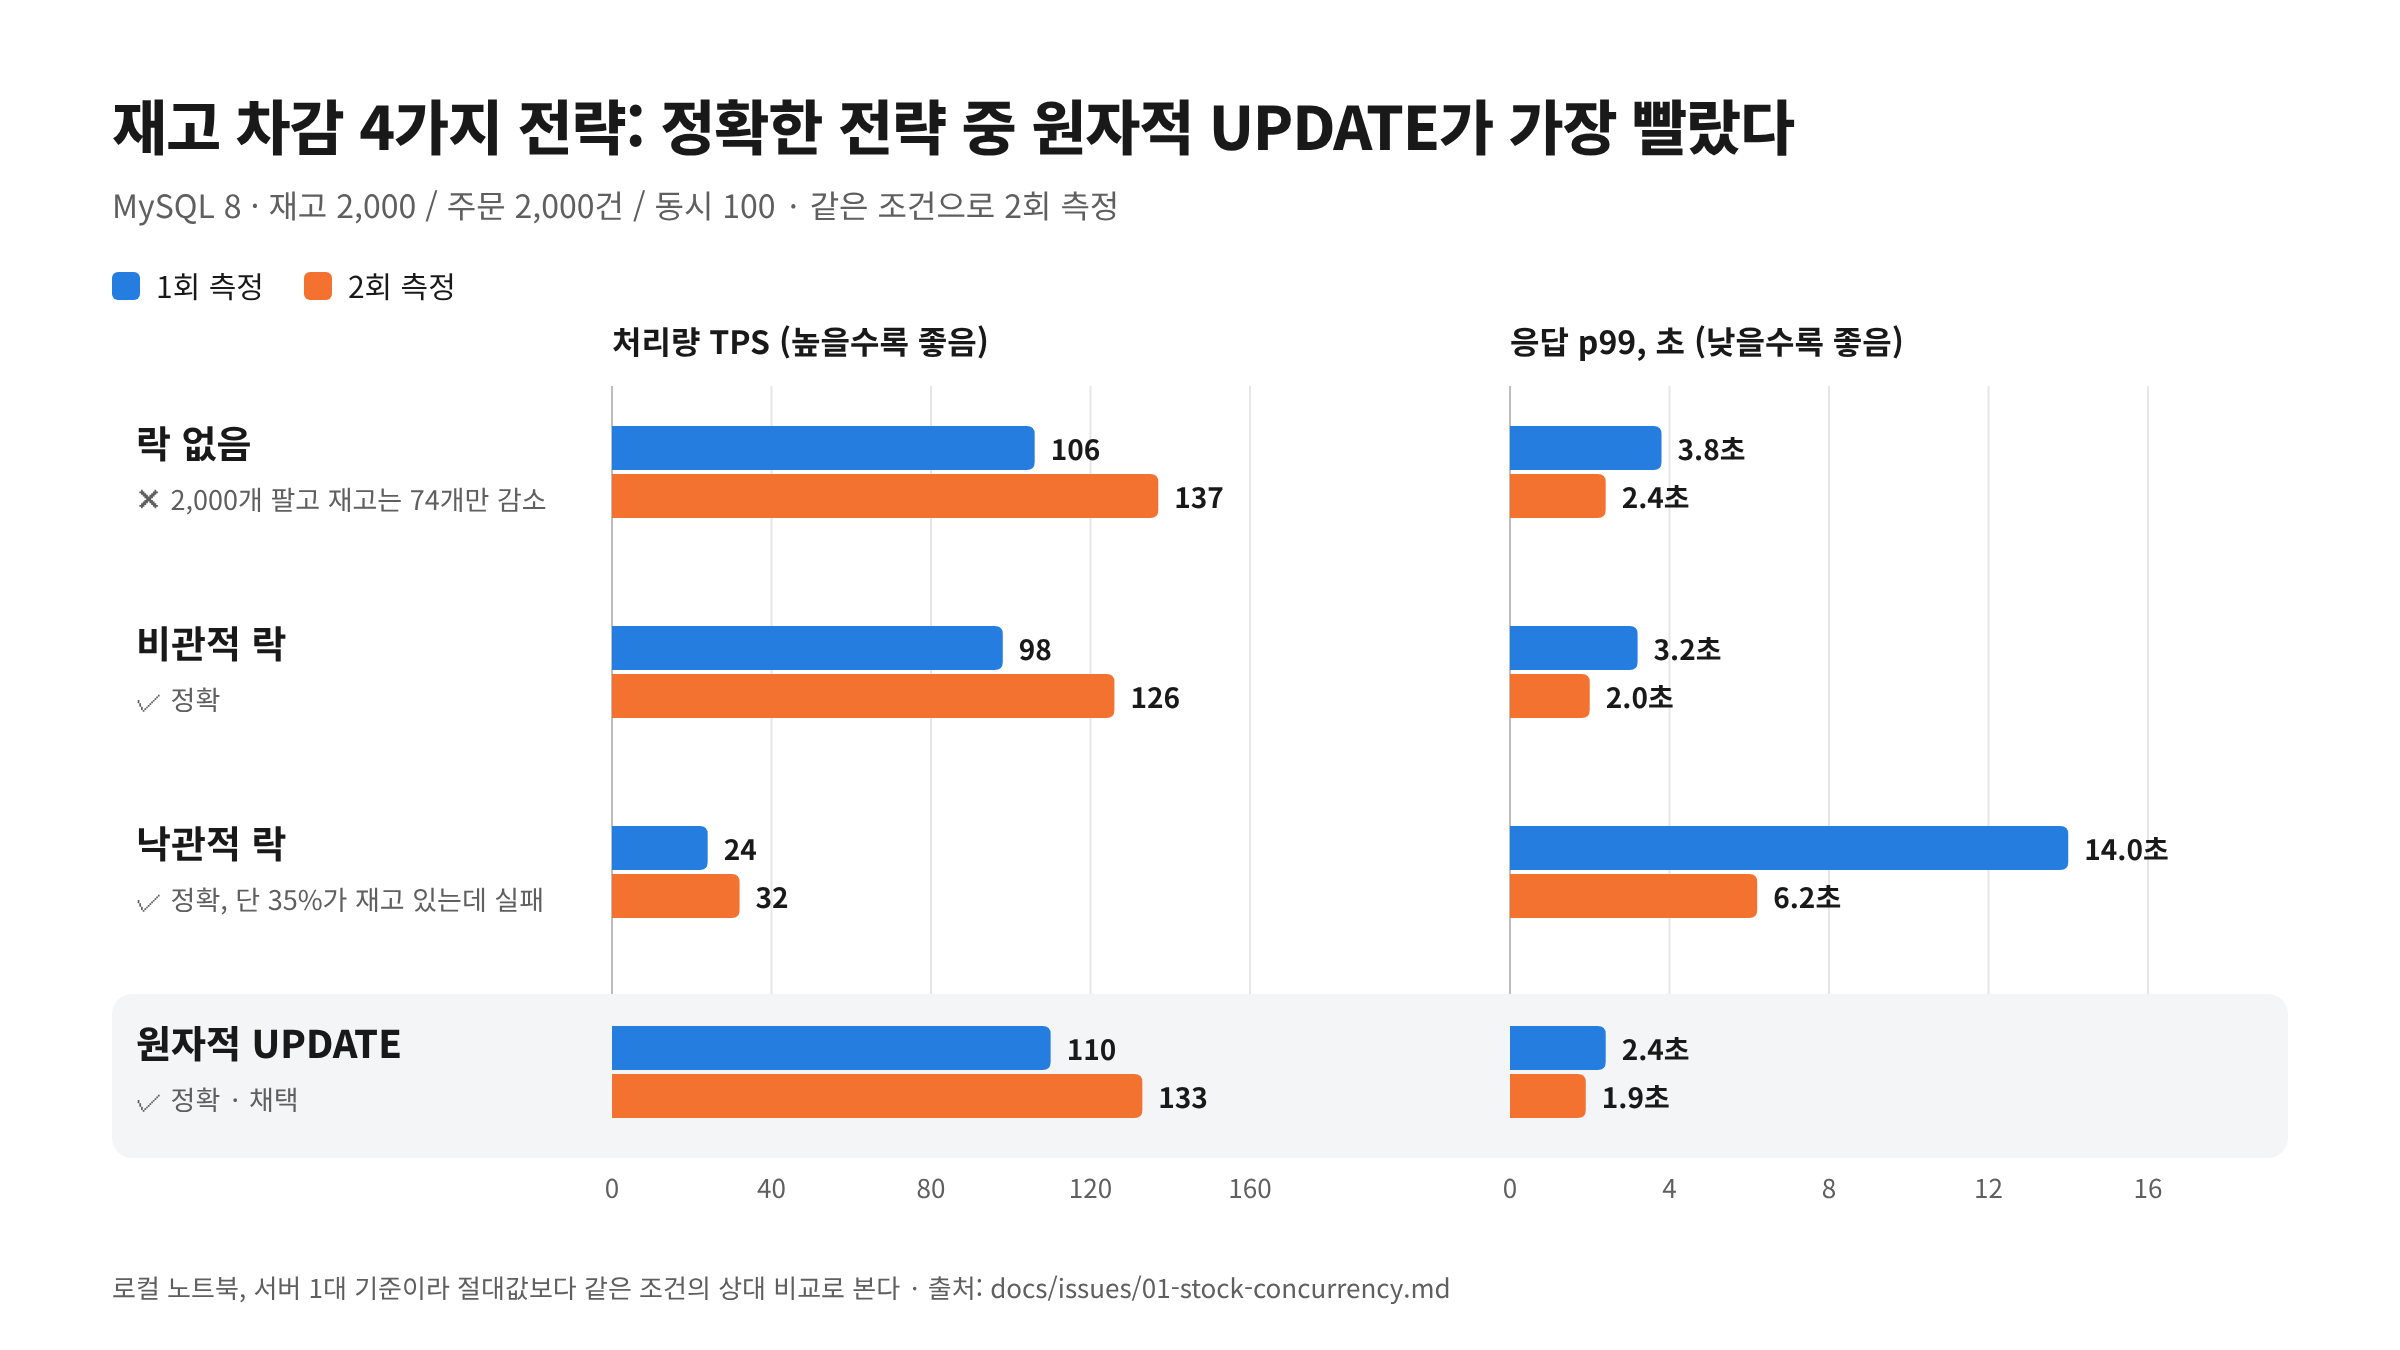 재고 차감 4가지 전략: 정확한 전략 중 원자적 UPDATE가 가장 빨랐다
MySQL 8 · 재고 2,000 / 주문 2,000건 / 동시 100 · 같은 조건으로 2회 측정
1회 측정 2회 측정
처리량 TPS (높을수록 좋음) 응답 p99, 초 (낮을수록 좋음)
락 없음
✕ 2,000개 팔고 재고는 74개만 감소
106
137
3.8초
2.4초
비관적 락
✓ 정확
98
126
3.2초
2.0초
낙관적 락
✓ 정확, 단 35%가 재고 있는데 실패
24
32
14.0초
6.2초
원자적 UPDATE
✓ 정확 · 채택
110
133
2.4초
1.9초
0 40 80 120 160 0 4 8 12 16
로컬 노트북, 서버 1대 기준이라 절대값보다 같은 조건의 상대 비교로 본다 · 출처: docs/issues/01-stock-concurrency.md